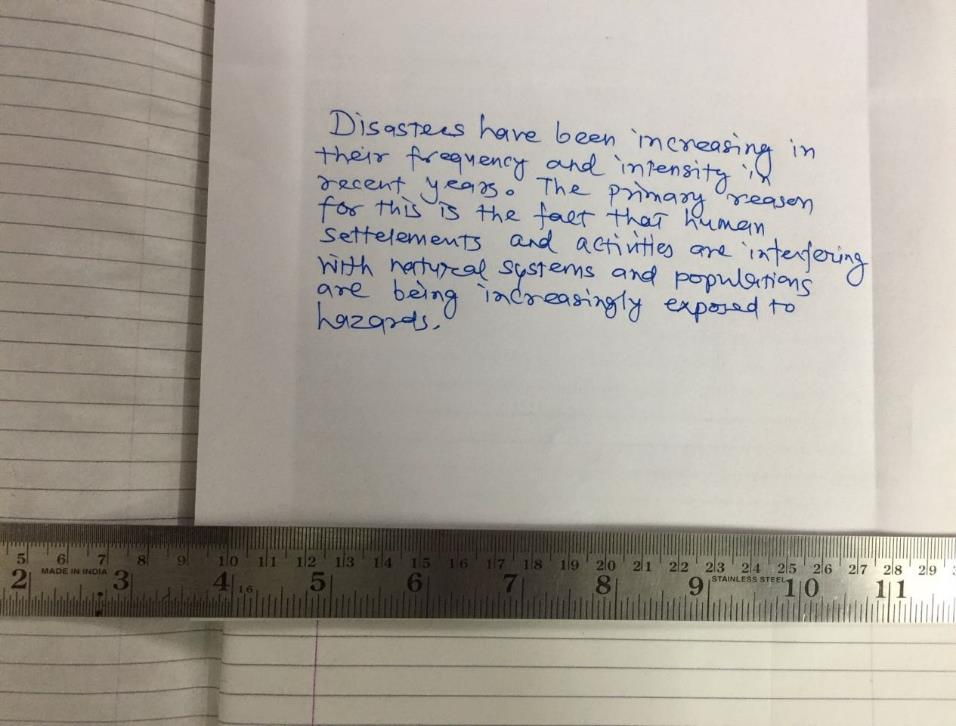 Disasters have been increasing in
their frequency and intensity in
recent years. The primary reason
for this is the fact that human
settelements and activities are interfering
with natural systems and populations
are being increasingly exposed to
hazards.
5 6 7 8 9 10 11 12 13 14 15 16 17 18 19 20 21 22 23 24 25 26 27 28 29
MADE IN INDIA STAINLESS STEEL
2 3 4 16 5 6 7 8 9 10 11